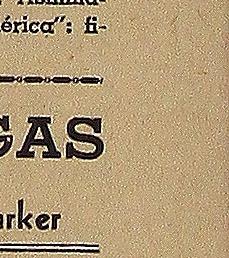 érica": fi-
GAS
arker